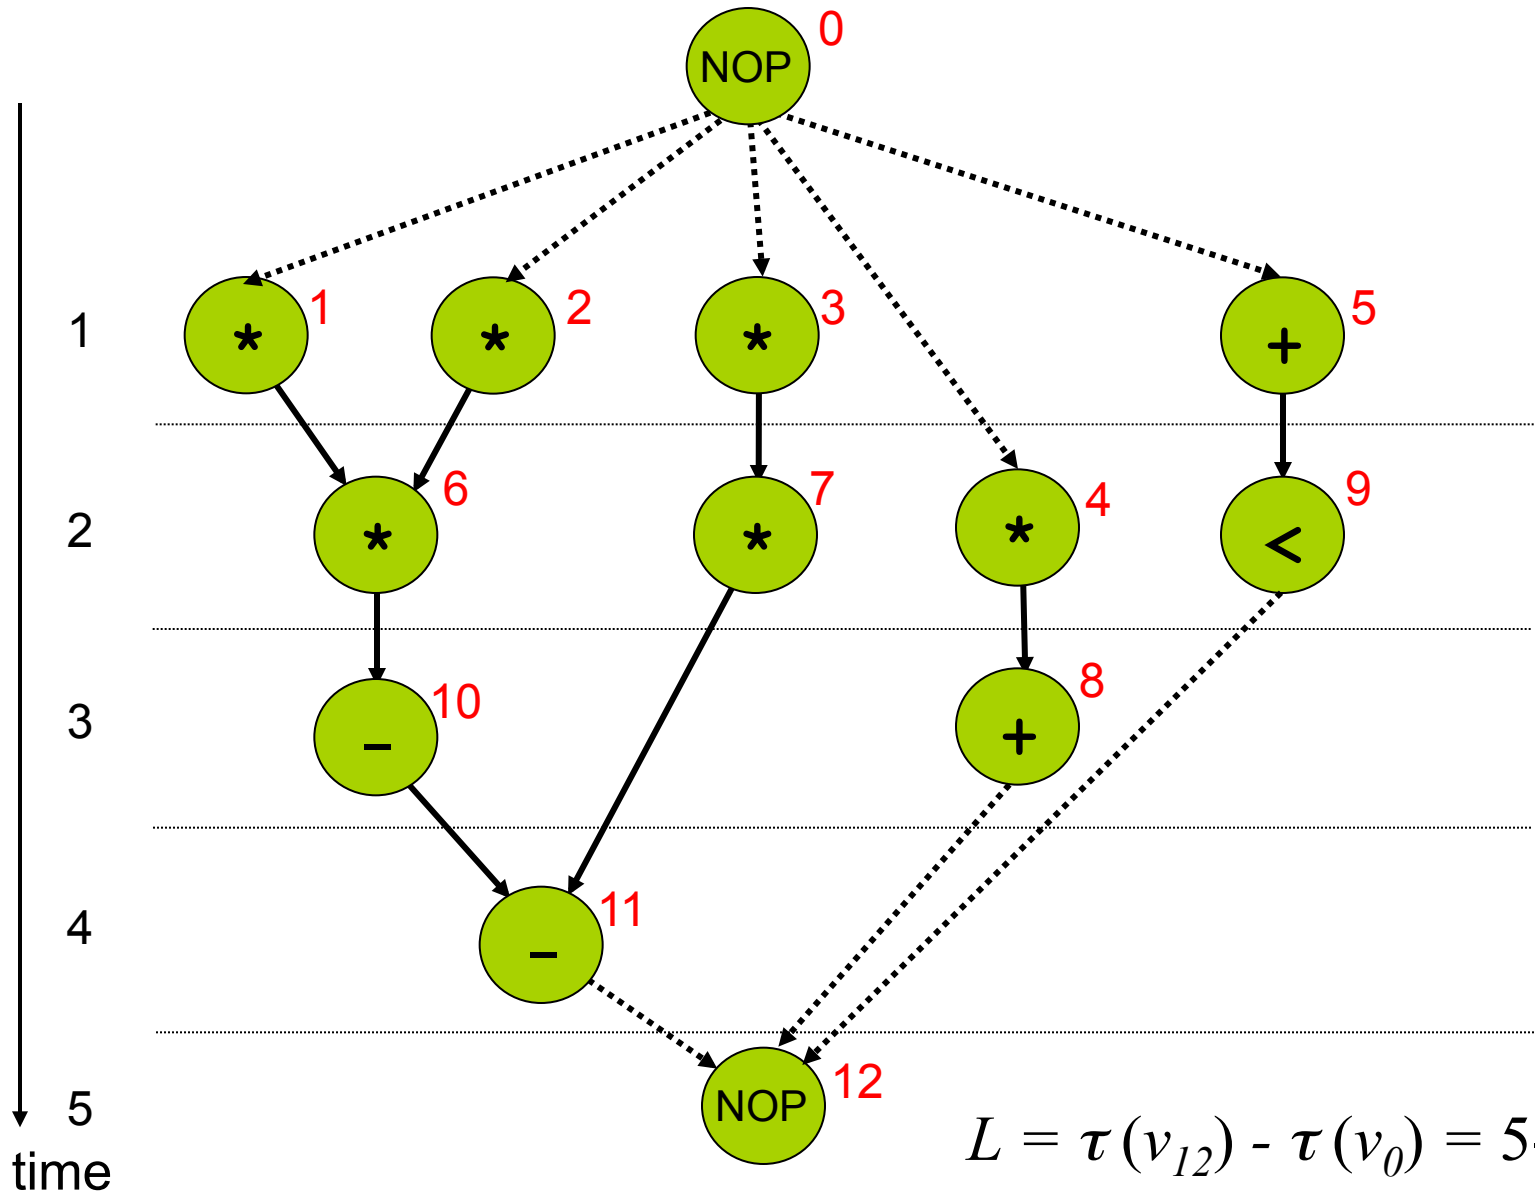 NOP 0
1 * 1 * 2 * 3 + 5
2 * 6 * 7 * 4 < 9
3 – 10 + 8
4 – 11
5 NOP 12
L = τ(v12) - τ(v0) = 5-
time